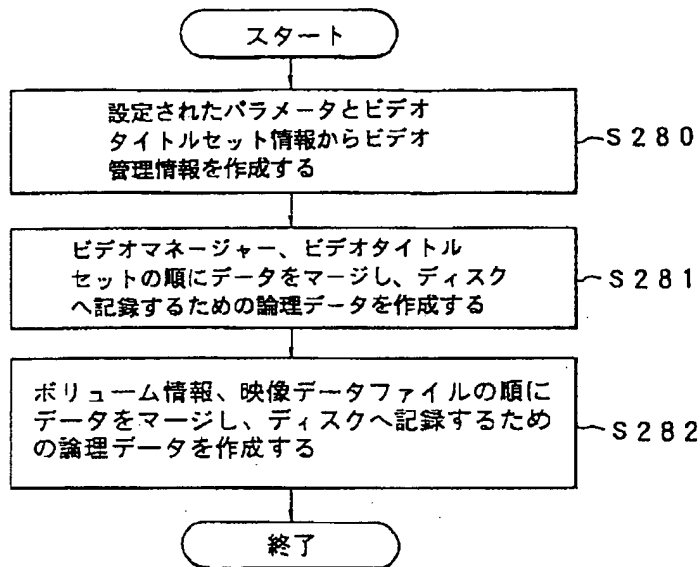 スタート
設定されたパラメータとビデオ
タイトルセット情報からビデオ
管理情報を作成する
S280
ビデオマネージャー、ビデオタイトル
セットの順にデータをマージし、ディスク
へ記録するための論理データを作成する
S281
ボリューム情報、映像データファイルの順に
データをマージし、ディスクへ記録するため
の論理データを作成する
S282
終了